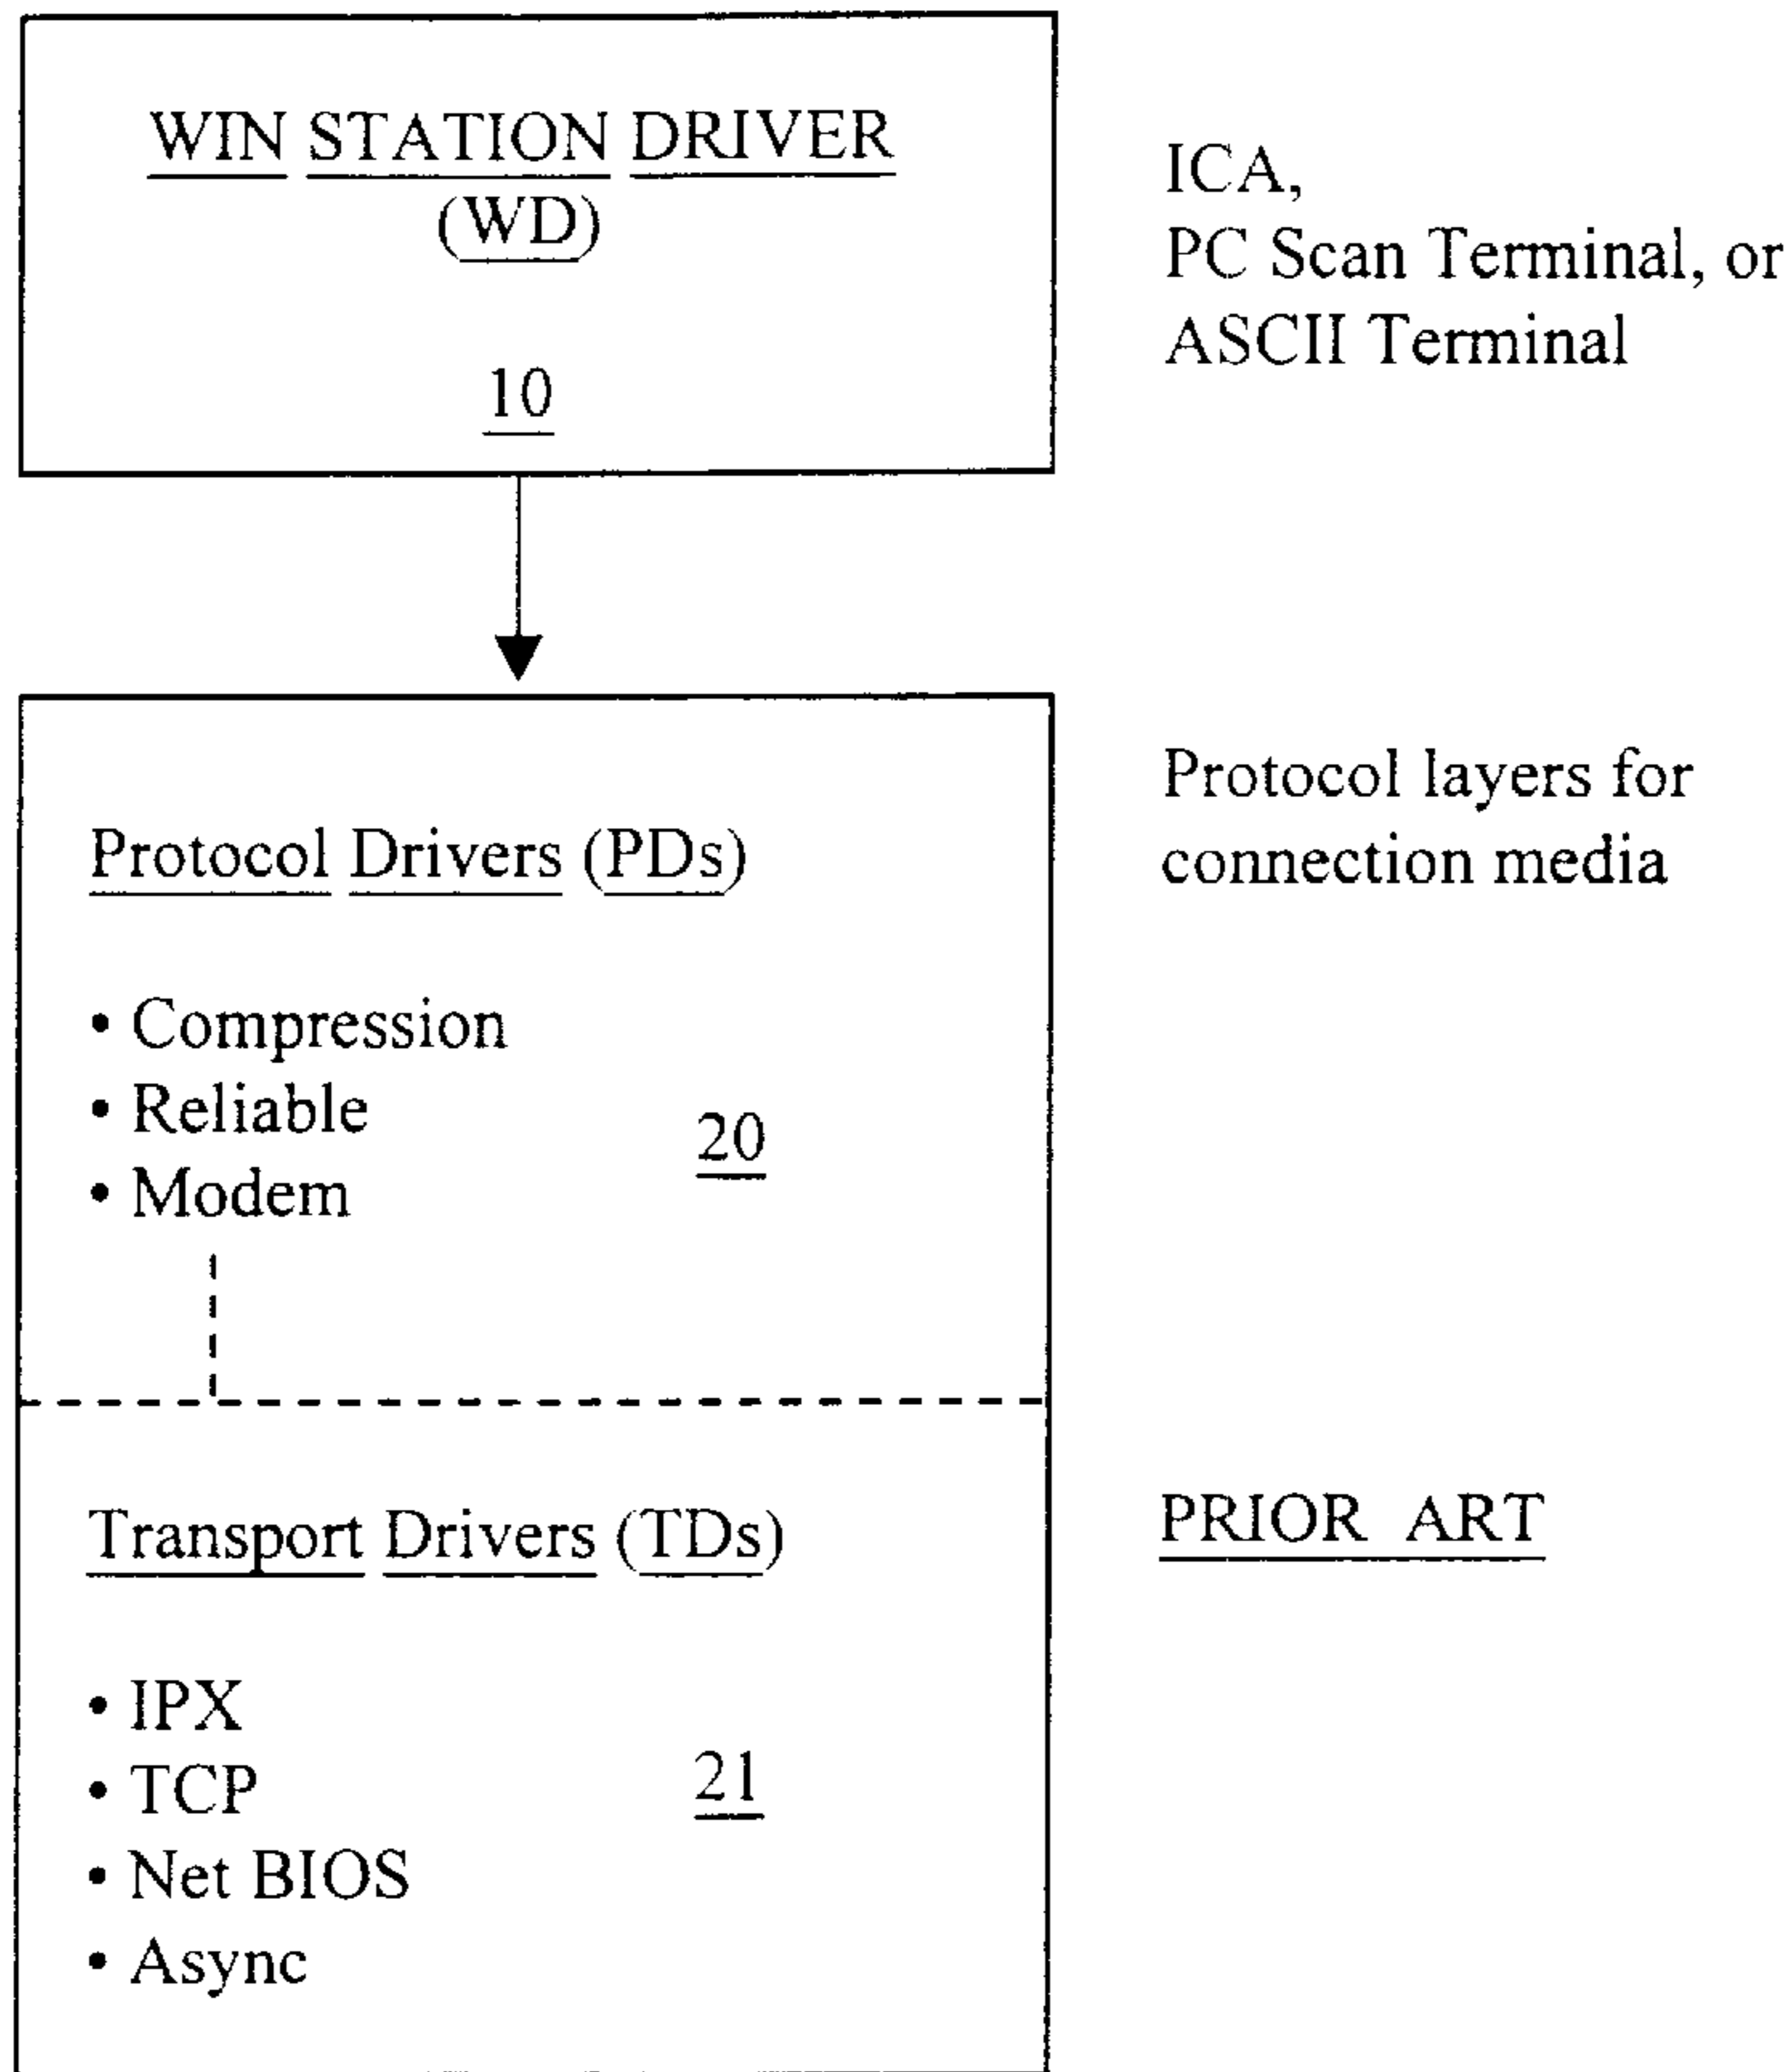 WIN STATION DRIVER
(WD)
10
ICA,
PC Scan Terminal, or
ASCII Terminal
Protocol Drivers (PDs)
• Compression
• Reliable
• Modem
20
Protocol layers for
connection media
Transport Drivers (TDs)
• IPX
• TCP
• Net BIOS
• Async
21
PRIOR ART